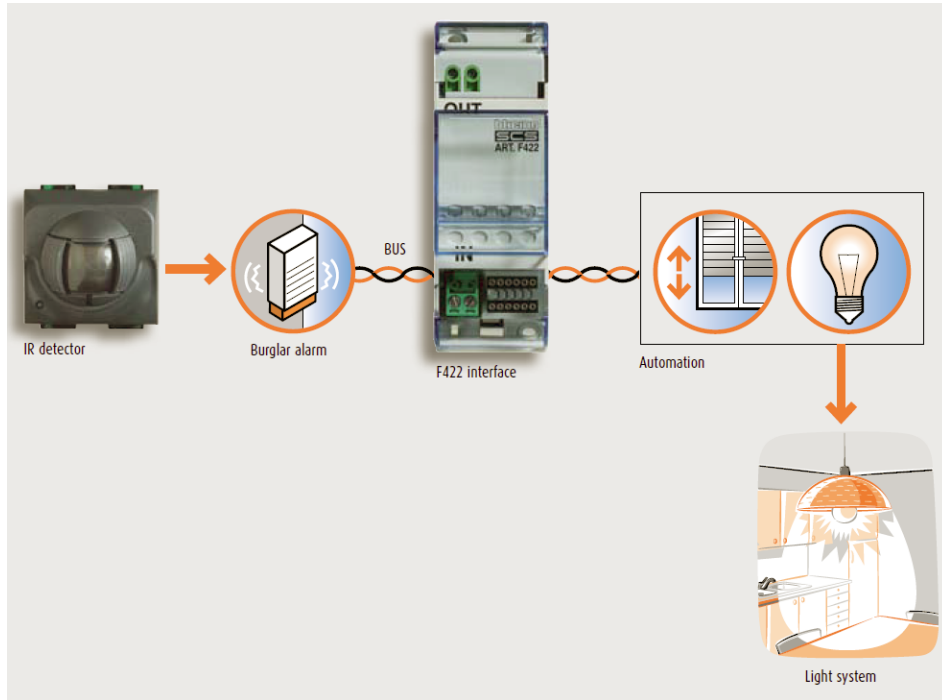 OUT
bticino
SCS
ART. F422
BUS
IN
IR detector
Burglar alarm
F422 interface
Automation
Light system